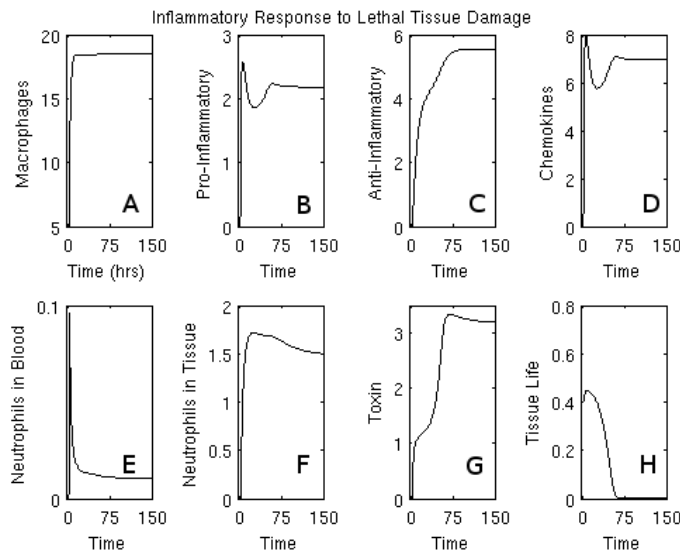 Inflammatory Response to Lethal Tissue Damage
Macrophages
20
15
10
5
A
0 75 150
Time (hrs)
Pro-Inflammatory
3
2
1
0
B
0 75 150
Time
Anti-Inflammatory
6
4
2
0
C
0 75 150
Time
Chemokines
8
6
4
2
0
D
0 75 150
Time
Neutrophils in Blood
0.1
0
E
0 75 150
Time
Neutrophils in Tissue
2
1.5
1
0.5
0
F
0 75 150
Time
Toxin
3
2
1
0
G
0 75 150
Time
Tissue Life
0.8
0.6
0.4
0.2
0
H
0 75 150
Time